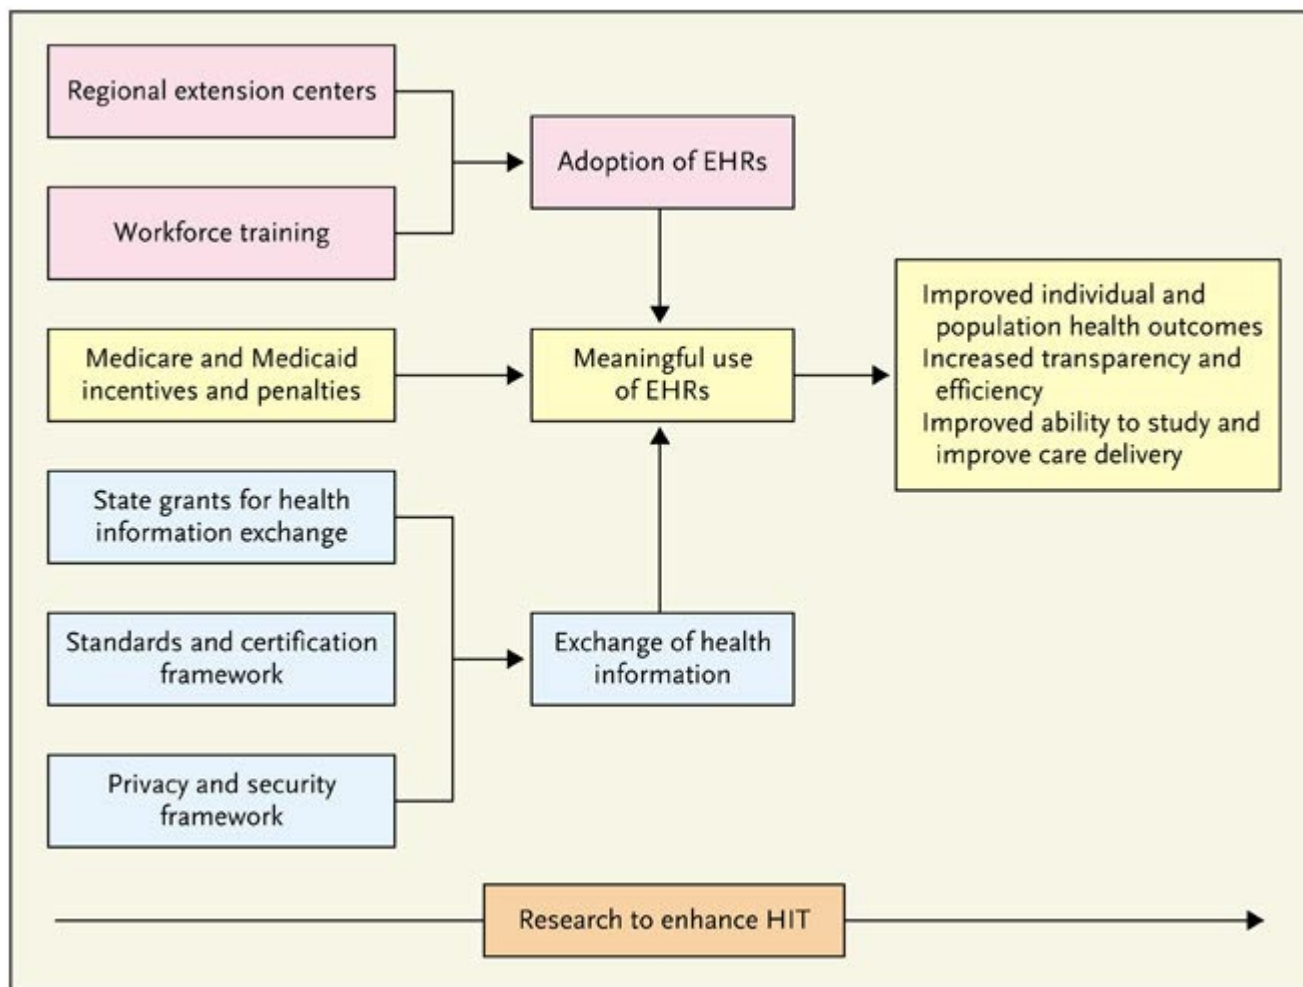 Regional extension centers
Workforce training
Adoption of EHRs
Medicare and Medicaid
incentives and penalties
Meaningful use
of EHRs
Improved individual and
population health outcomes
Increased transparency and
efficiency
Improved ability to study and
improve care delivery
State grants for health
information exchange
Standards and certification
framework
Privacy and security
framework
Exchange of health
information
Research to enhance HIT